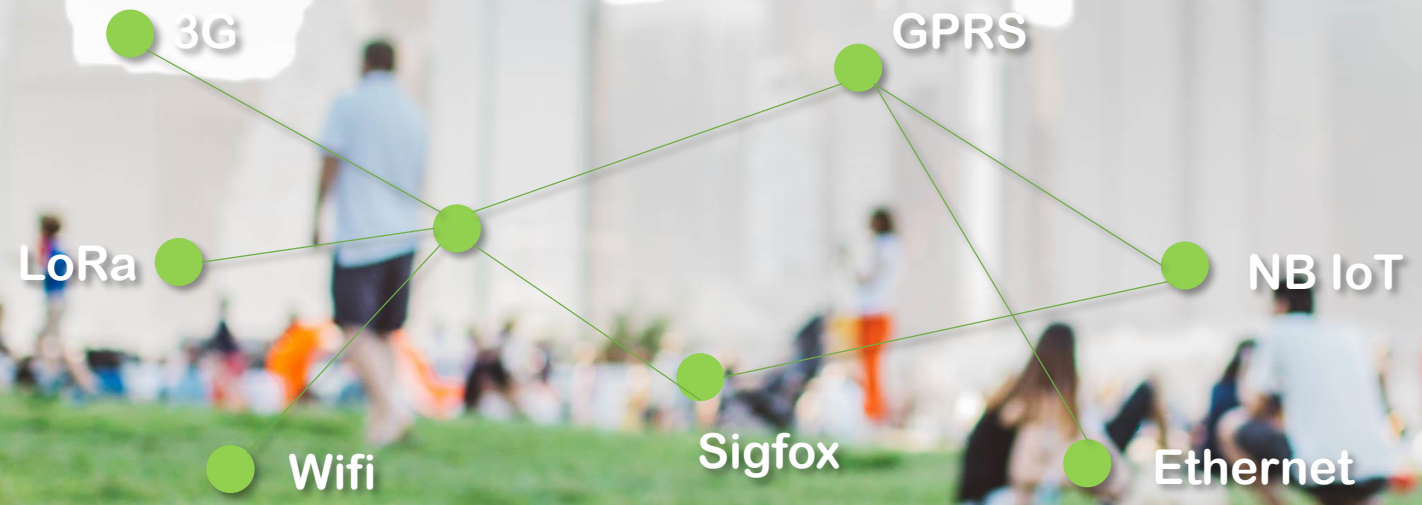 3G
GPRS
LoRa
NB IoT
Sigfox
Wifi
Ethernet